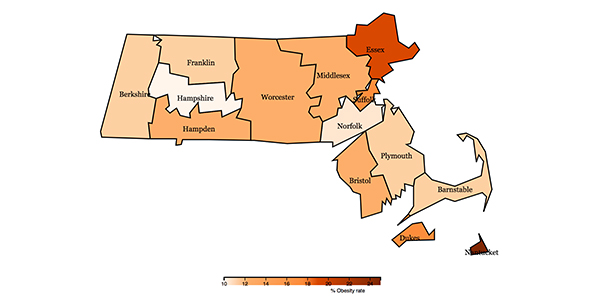 Essex
Franklin
Middlesex
Berkshire
Hampshire
Worcester
Suffolk
Norfolk
Hampden
Plymouth
Bristol
Barnstable
Dukes
Nantucket
10 12 14 16 18 20 22 24
% Obesity rate